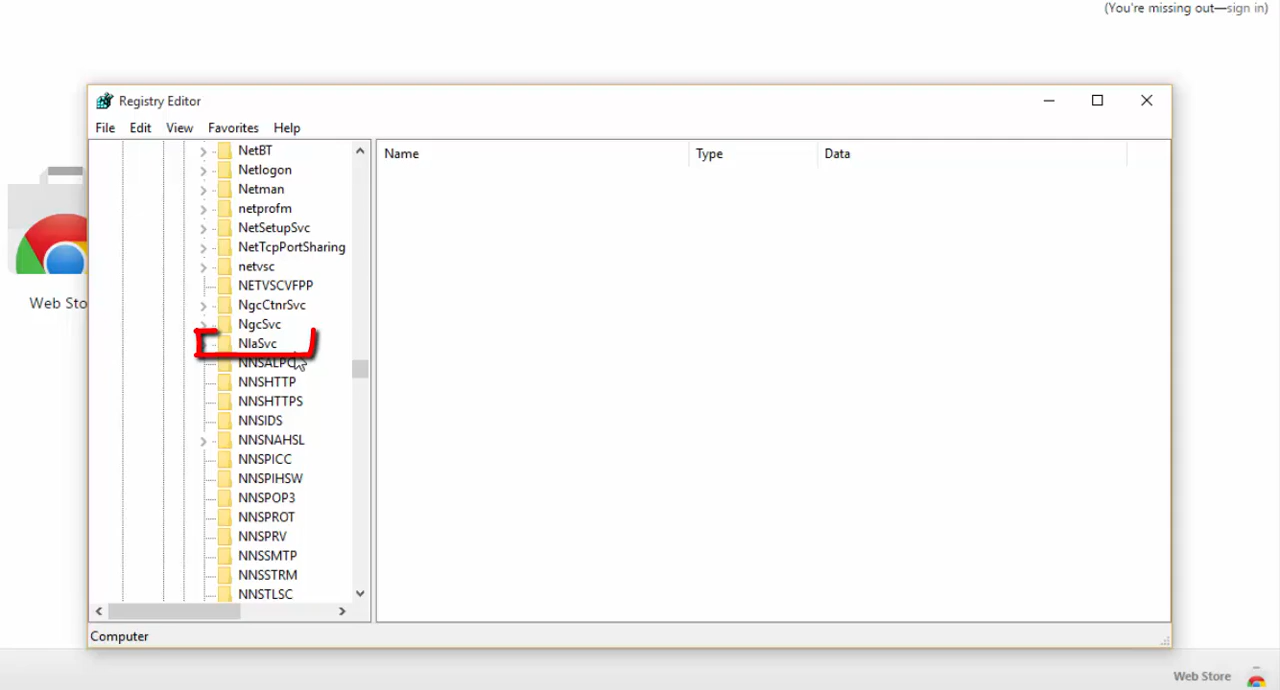 (You're missing out—sign in)
Registry Editor
File Edit View Favorites Help
Name Type Data
NetBT
Netlogon
Netman
netprofm
NetSetupSvc
NetTcpPortSharing
netvsc
NETVSCVFPP
NgcCtnrSvc
NgcSvc
NlaSvc
NNSALPC
NNSHTTP
NNSHTTPS
NNSIDS
NNSNAHSL
NNSPICC
NNSPIHSW
NNSPOP3
NNSPROT
NNSPRV
NNSSMTP
NNSSTRM
NNSTLSC
Web Sto
Computer
Web Store